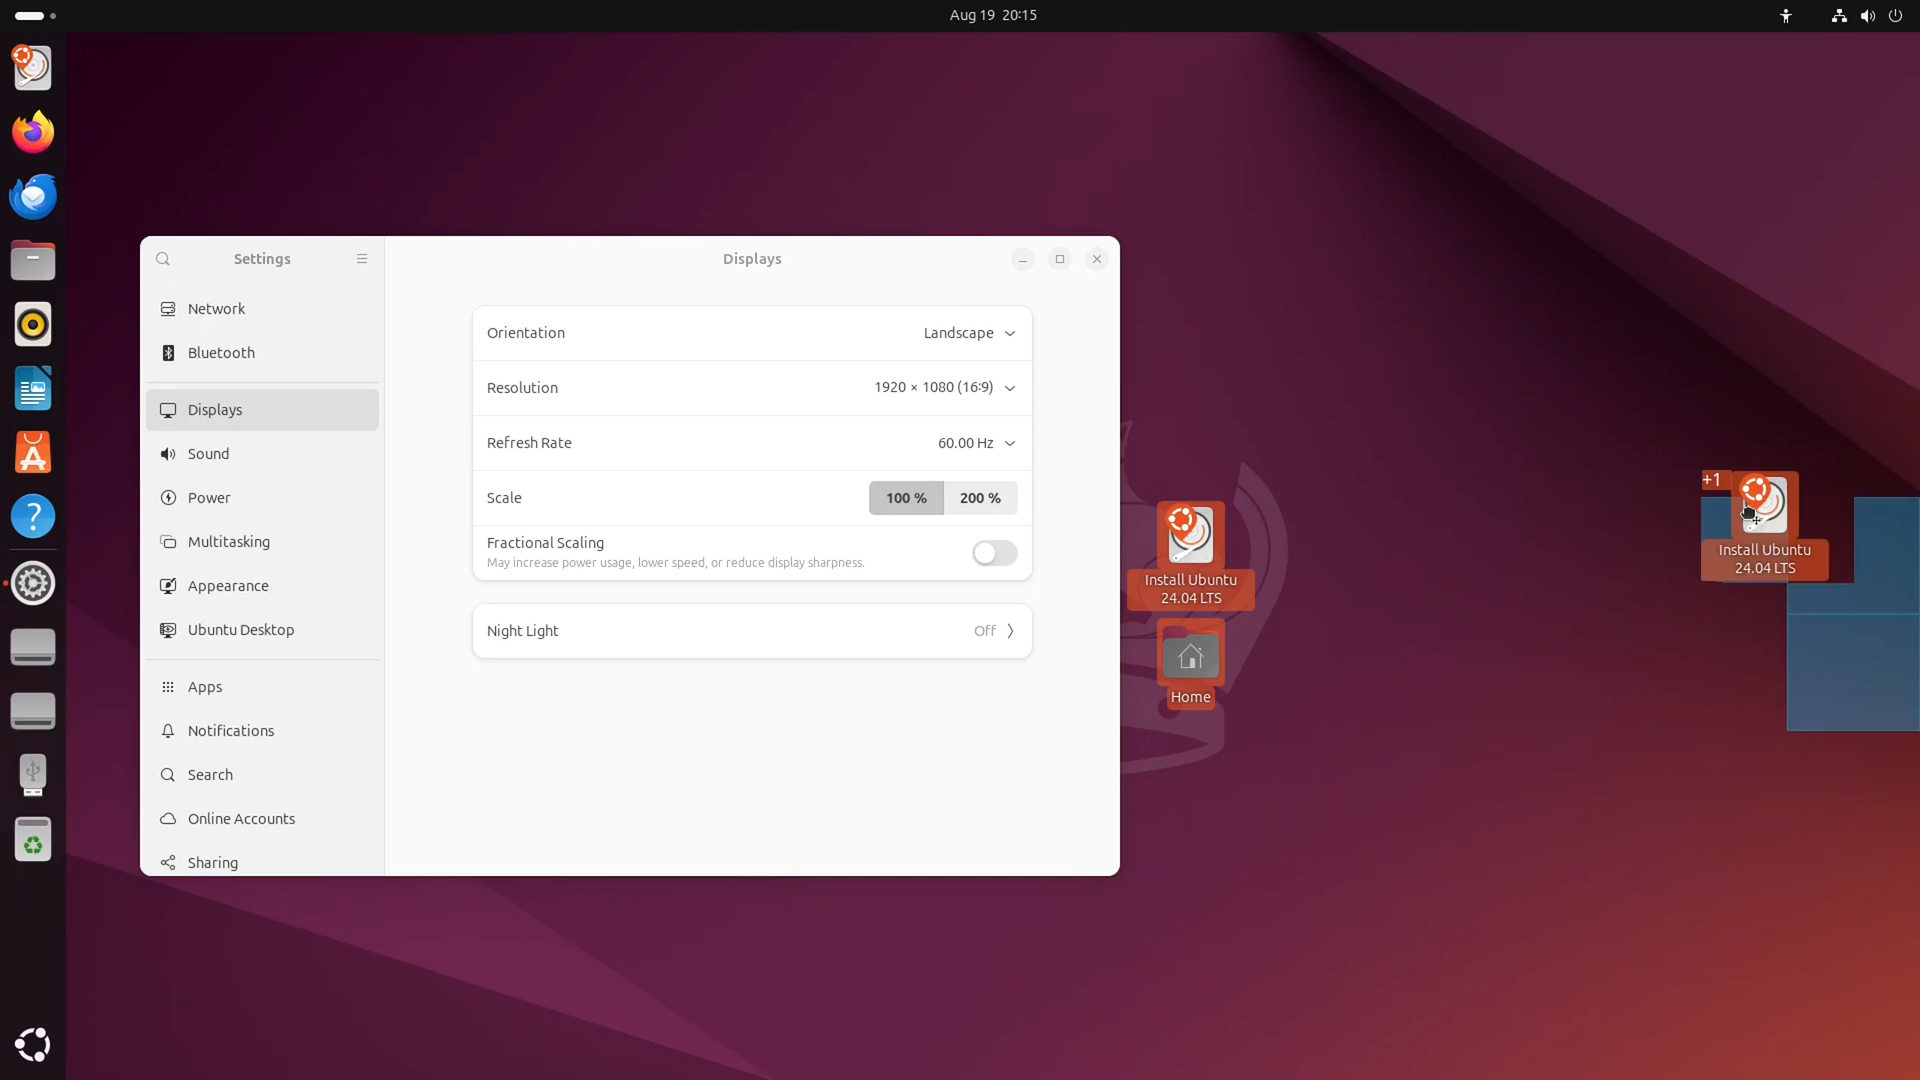 Aug 19 20:15
Settings
Displays
Network
Bluetooth
Displays
Sound
Power
Multitasking
Appearance
Ubuntu Desktop
Apps
Notifications
Search
Online Accounts
Sharing
Orientation
Landscape
Resolution
1920 × 1080 (16:9)
Refresh Rate
60.00 Hz
Scale
100 %
200 %
Fractional Scaling
May increase power usage, lower speed, or reduce display sharpness.
Night Light
Off
Install Ubuntu
24.04 LTS
Home
+1
Install Ubuntu
24.04 LTS